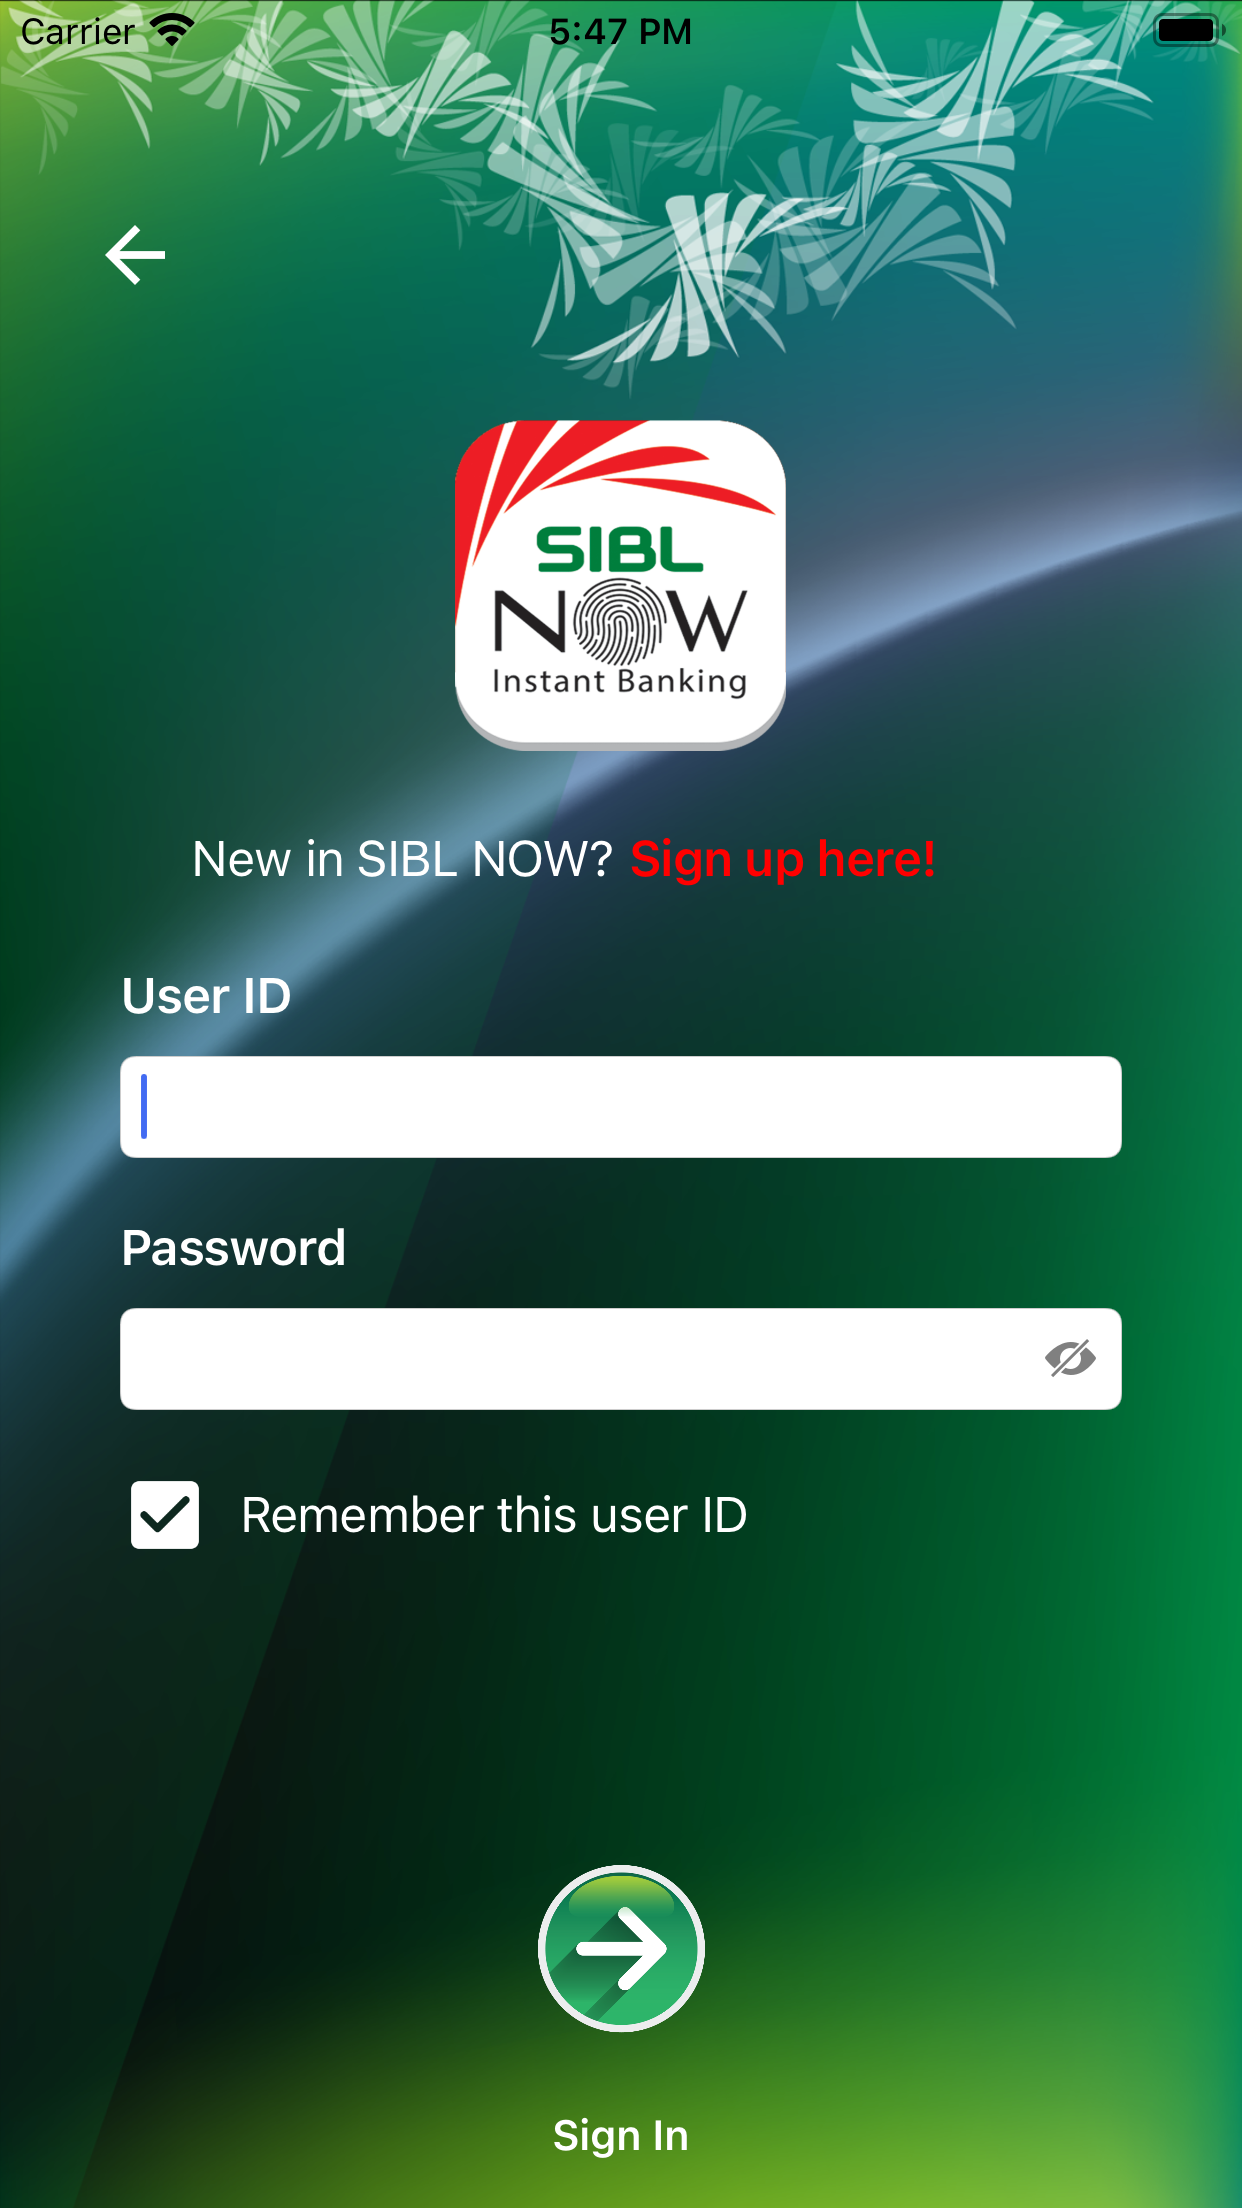 Carrier 5:47 PM
SIBL
NOW
Instant Banking
New in SIBL NOW? Sign up here!
User ID
Password
Remember this user ID
Sign In